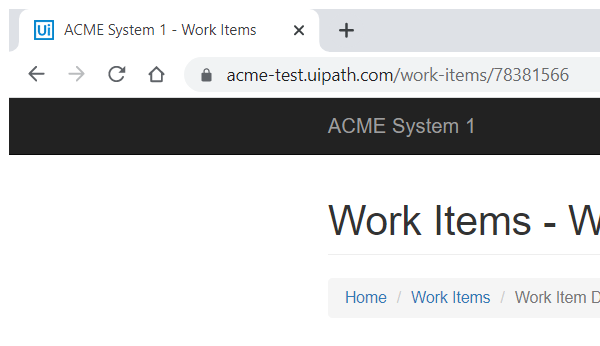 Ui ACME System 1 - Work Items
acme-test.uipath.com/work-items/78381566
ACME System 1
Work Items - W
Home / Work Items / Work Item D